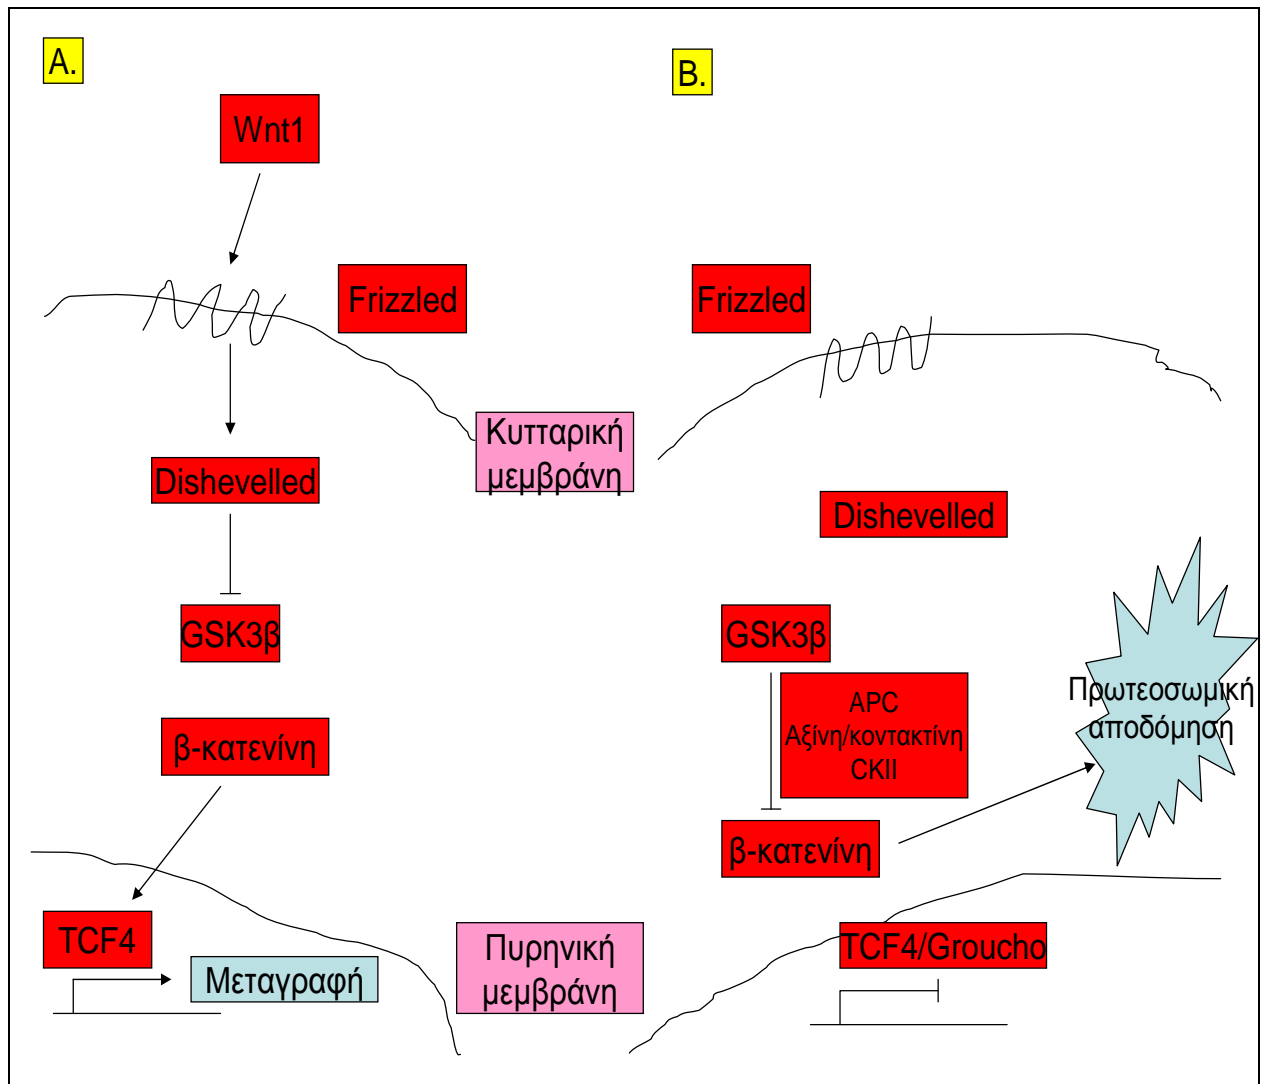 A.
Wnt1
Frizzled
Κυτταρική
μεμβράνη
Dishevelled
GSK3β
β-κατενίνη
TCF4
Μεταγραφή
Πυρηνική
μεμβράνη
B.
Frizzled
Dishevelled
GSK3β
APC
Αξίνη/κοντακτίνη
CKII
β-κατενίνη
Πρωτεοσωμική
αποδόμηση
TCF4/Groucho